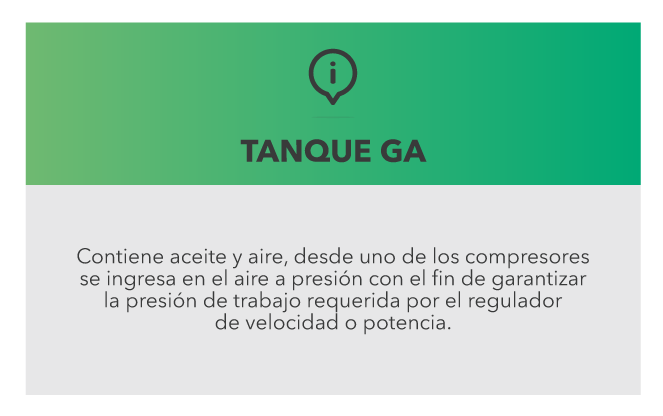 TANQUE GA
Contiene aceite y aire, desde uno de los compresores
se ingresa en el aire a presión con el fin de garantizar
la presión de trabajo requerida por el regulador
de velocidad o potencia.